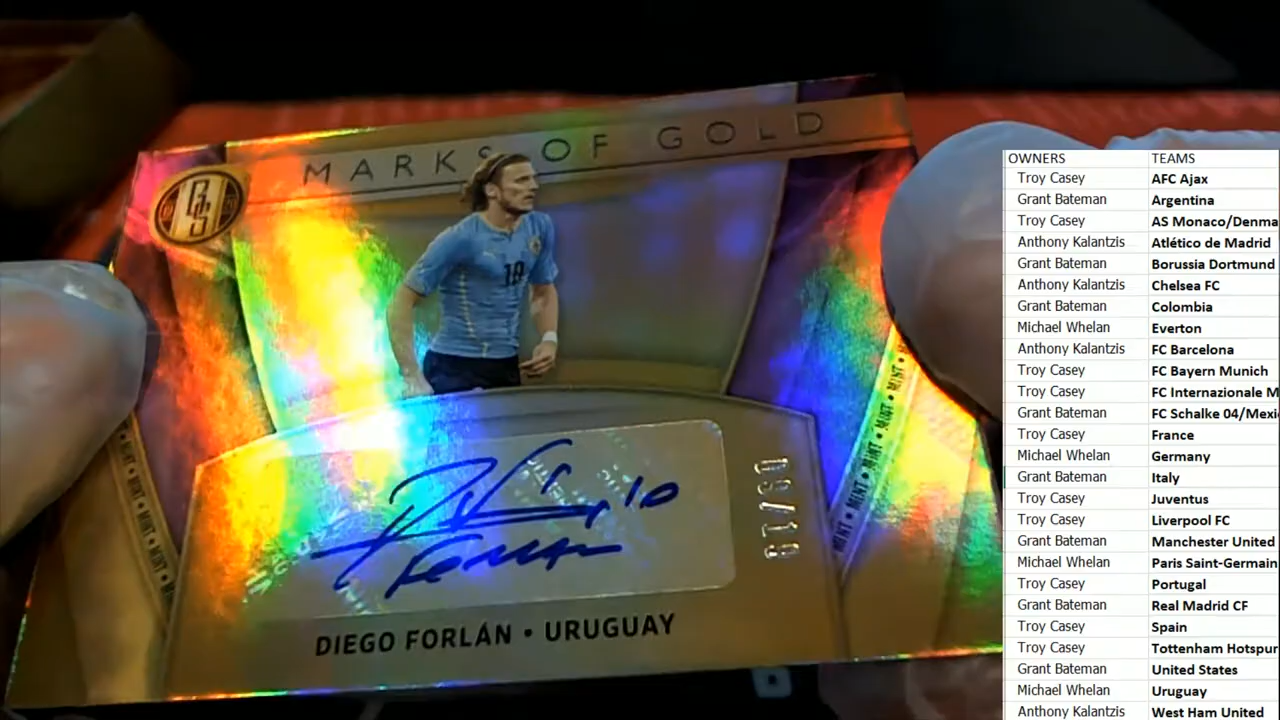 MARKS OF GOLD
GS
10
MINT • MINT • MINT
DIEGO FORLÁN • URUGUAY
OWNERS TEAMS
Troy Casey AFC Ajax
Grant Bateman Argentina
Troy Casey AS Monaco/Denma
Anthony Kalantzis Atlético de Madrid
Grant Bateman Borussia Dortmund
Anthony Kalantzis Chelsea FC
Grant Bateman Colombia
Michael Whelan Everton
Anthony Kalantzis FC Barcelona
Troy Casey FC Bayern Munich
Troy Casey FC Internazionale M
Grant Bateman FC Schalke 04/Mexi
Troy Casey France
Michael Whelan Germany
Grant Bateman Italy
Troy Casey Juventus
Troy Casey Liverpool FC
Grant Bateman Manchester United
Michael Whelan Paris Saint-Germain
Troy Casey Portugal
Grant Bateman Real Madrid CF
Troy Casey Spain
Troy Casey Tottenham Hotspur
Grant Bateman United States
Michael Whelan Uruguay
Anthony Kalantzis West Ham United